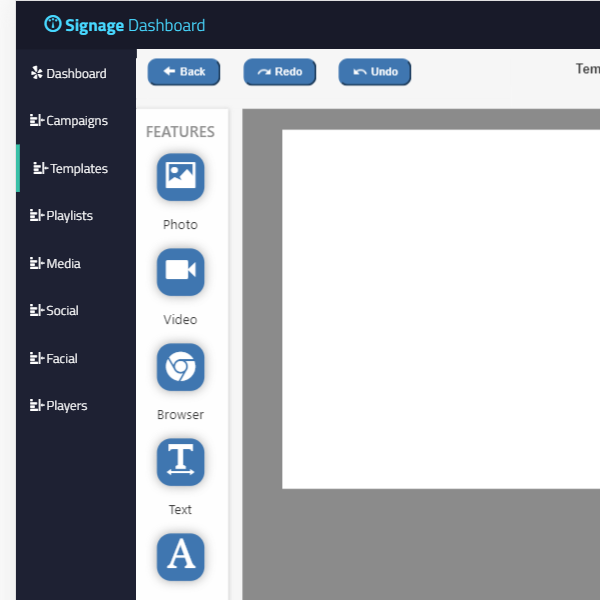 Signage Dashboard
Dashboard
Campaigns
Templates
Playlists
Media
Social
Facial
Players
Back
Redo
Undo
Tem
FEATURES
Photo
Video
Browser
T
Text
A